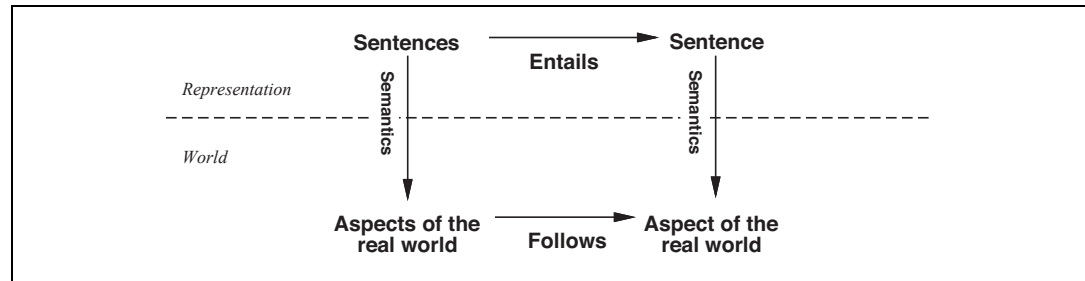 Sentences
Sentence
Entails
Semantics
Semantics
Representation
World
Aspects of the
real world
Follows
Aspect of the
real world